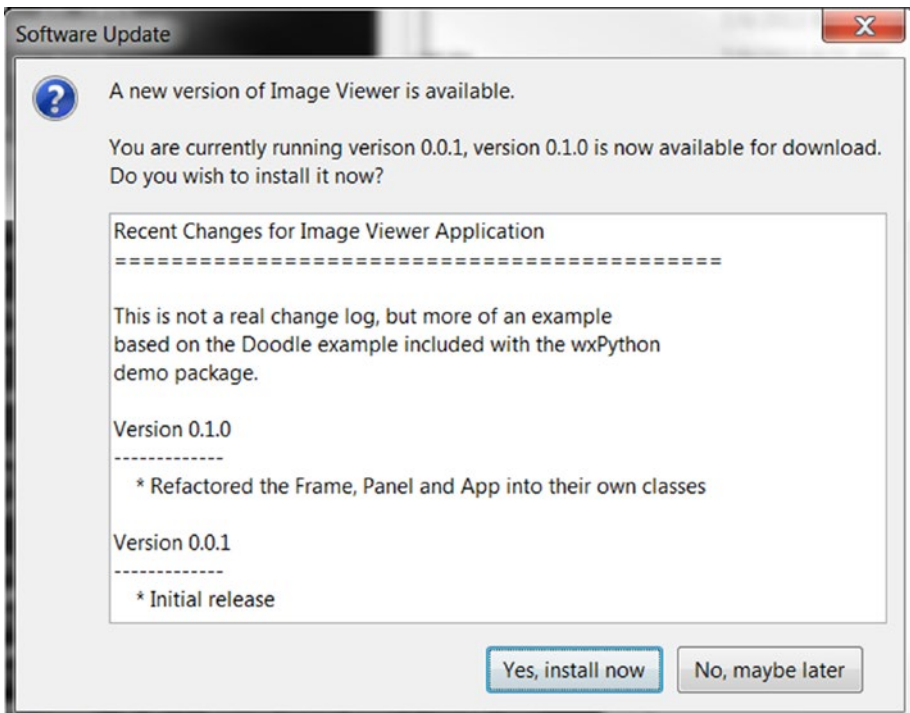 Software Update
A new version of Image Viewer is available.
You are currently running verison 0.0.1, version 0.1.0 is now available for download.
Do you wish to install it now?
Recent Changes for Image Viewer Application
===========================================
This is not a real change log, but more of an example
based on the Doodle example included with the wxPython
demo package.
Version 0.1.0
-------------
* Refactored the Frame, Panel and App into their own classes
Version 0.0.1
-------------
* Initial release
Yes, install now
No, maybe later